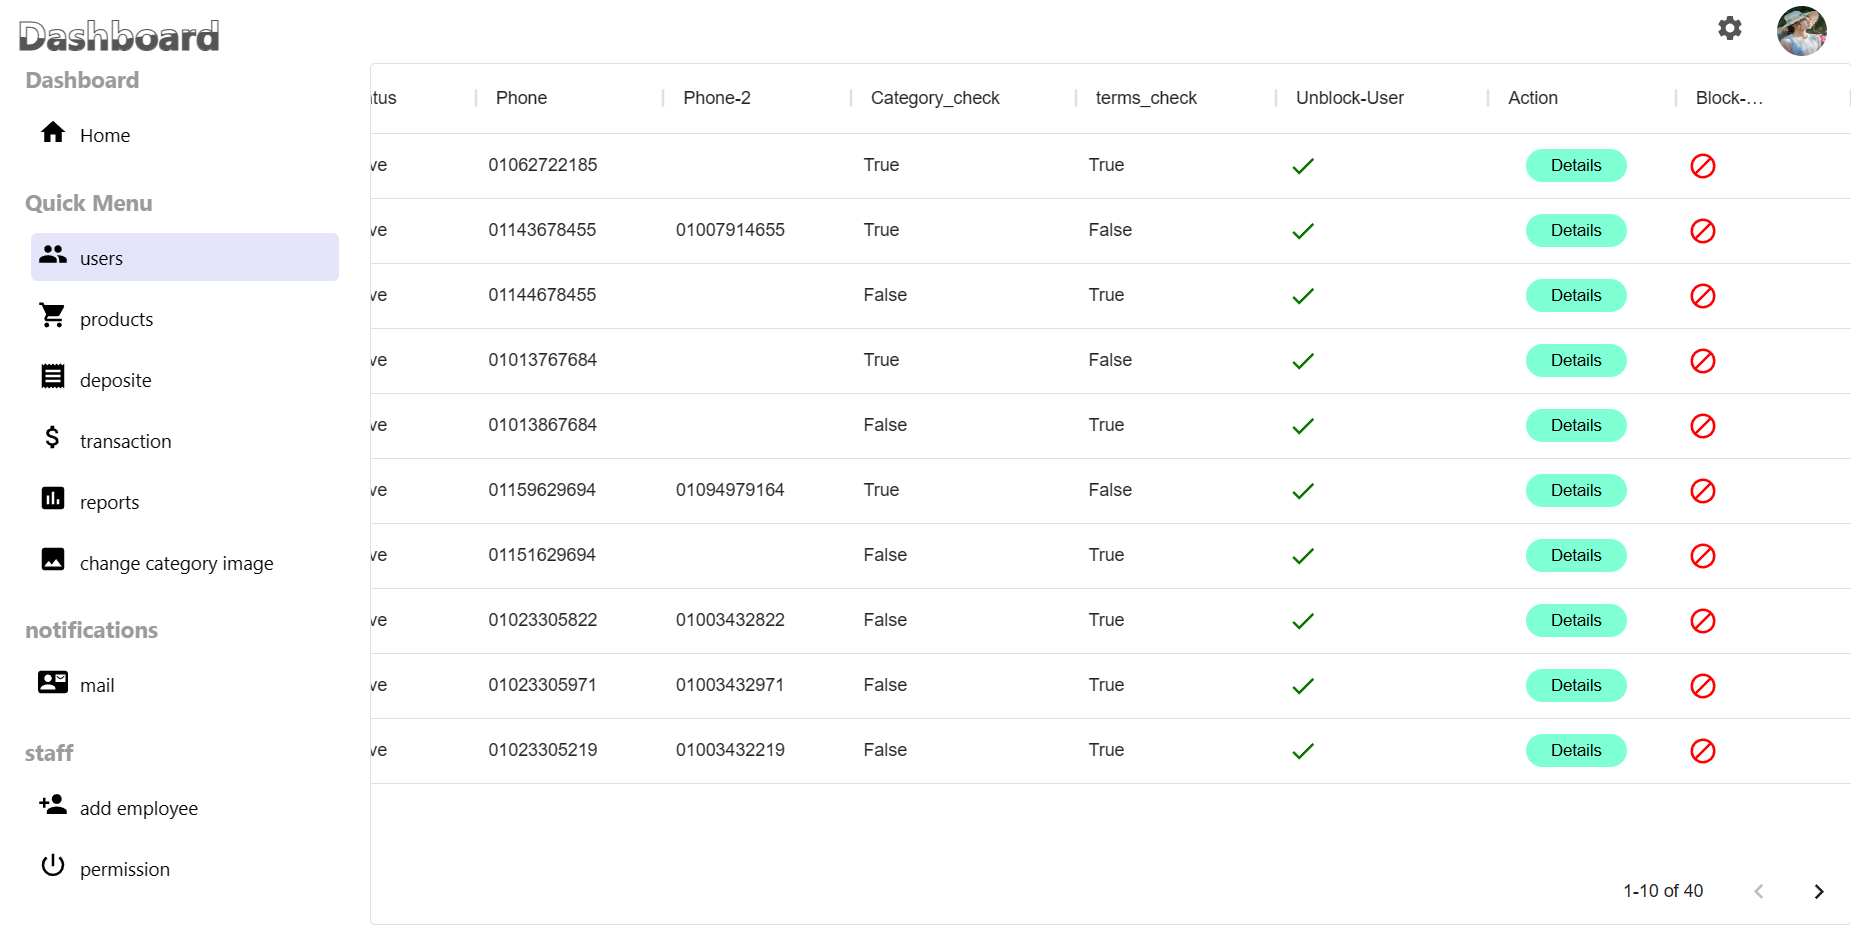 Dashboard
Dashboard
Home
Quick Menu
users
products
deposite
transaction
reports
change category image
notifications
mail
staff
add employee
permission
tus Phone Phone-2 Category_check terms_check Unblock-User Action Block-...
ve 01062722185 True True Details
ve 01143678455 01007914655 True False Details
ve 01144678455 False True Details
ve 01013767684 True False Details
ve 01013867684 False True Details
ve 01159629694 01094979164 True False Details
ve 01151629694 False True Details
ve 01023305822 01003432822 False True Details
ve 01023305971 01003432971 False True Details
ve 01023305219 01003432219 False True Details
1-10 of 40